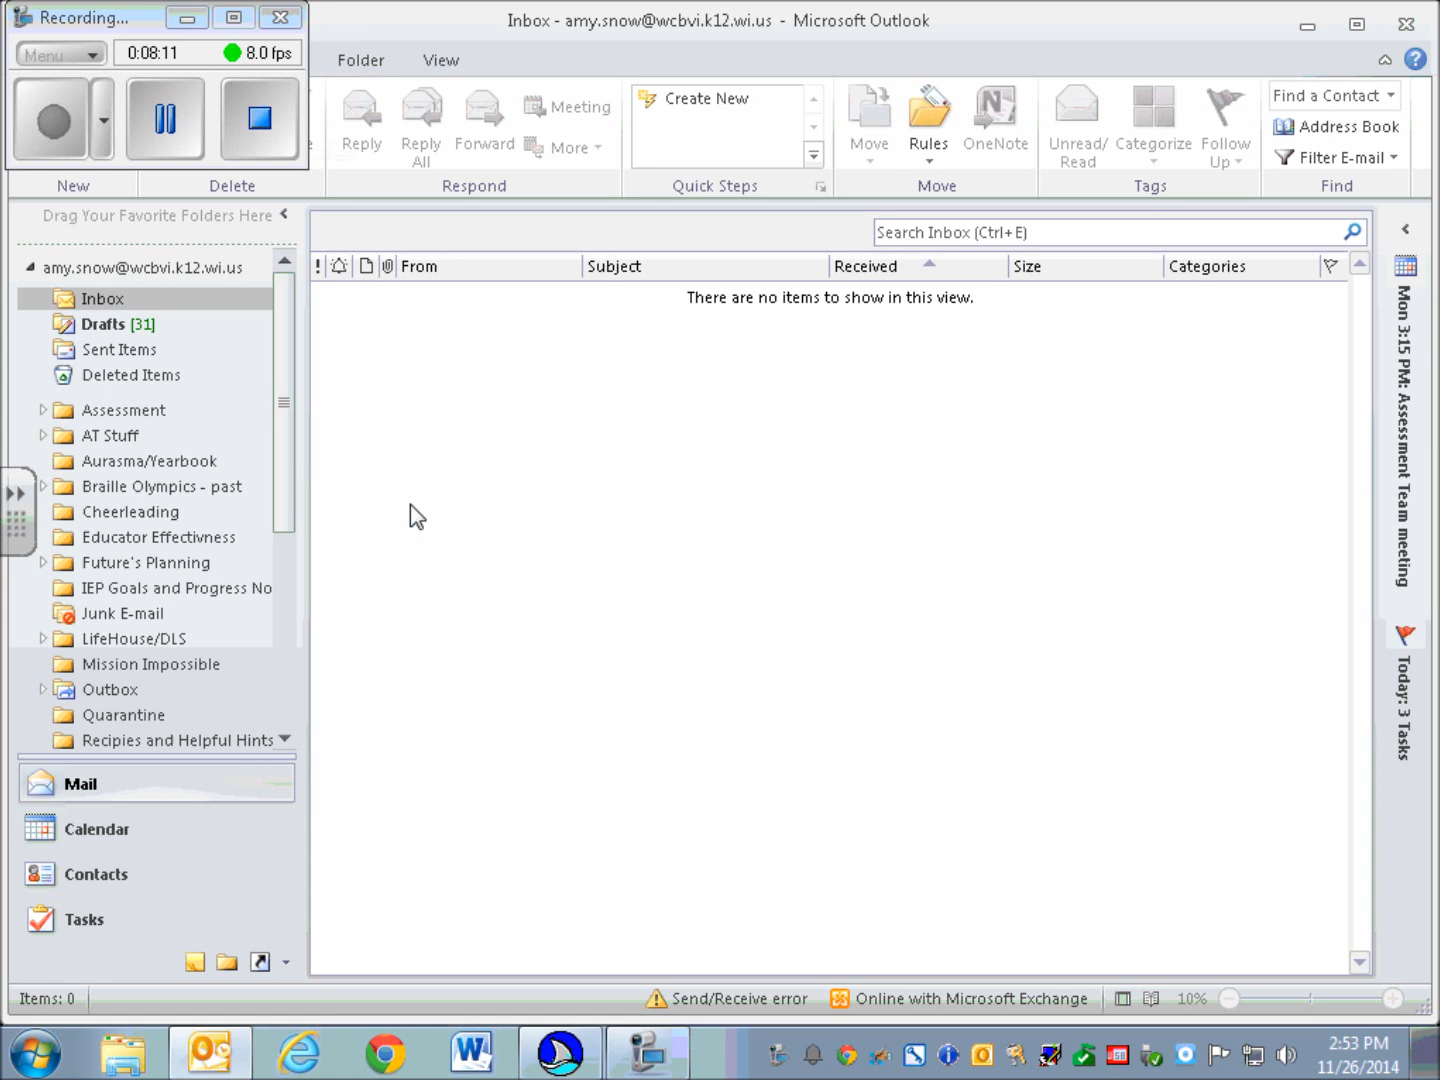 Recording...
Inbox - amy.snow@wcbvi.k12.wi.us - Microsoft Outlook
Menu
0:08:11
8.0 fps
Folder
View
Reply
Reply All
Forward
Meeting
More
Create New
Move
Rules
OneNote
Unread/ Read
Categorize
Follow Up
Find a Contact
Address Book
Filter E-mail
New
Delete
Respond
Quick Steps
Move
Tags
Find
Drag Your Favorite Folders Here
Search Inbox (Ctrl+E)
amy.snow@wcbvi.k12.wi.us
From
Subject
Received
Size
Categories
There are no items to show in this view.
Inbox
Drafts [31]
Sent Items
Deleted Items
Assessment
AT Stuff
Aurasma/Yearbook
Braille Olympics - past
Cheerleading
Educator Effectivness
Future's Planning
IEP Goals and Progress No
Junk E-mail
LifeHouse/DLS
Mission Impossible
Outbox
Quarantine
Recipies and Helpful Hints
Mon 3:15 PM: Assessment Team meeting
Today: 3 Tasks
Mail
Calendar
Contacts
Tasks
Items: 0
Send/Receive error
Online with Microsoft Exchange
10%
2:53 PM
11/26/2014